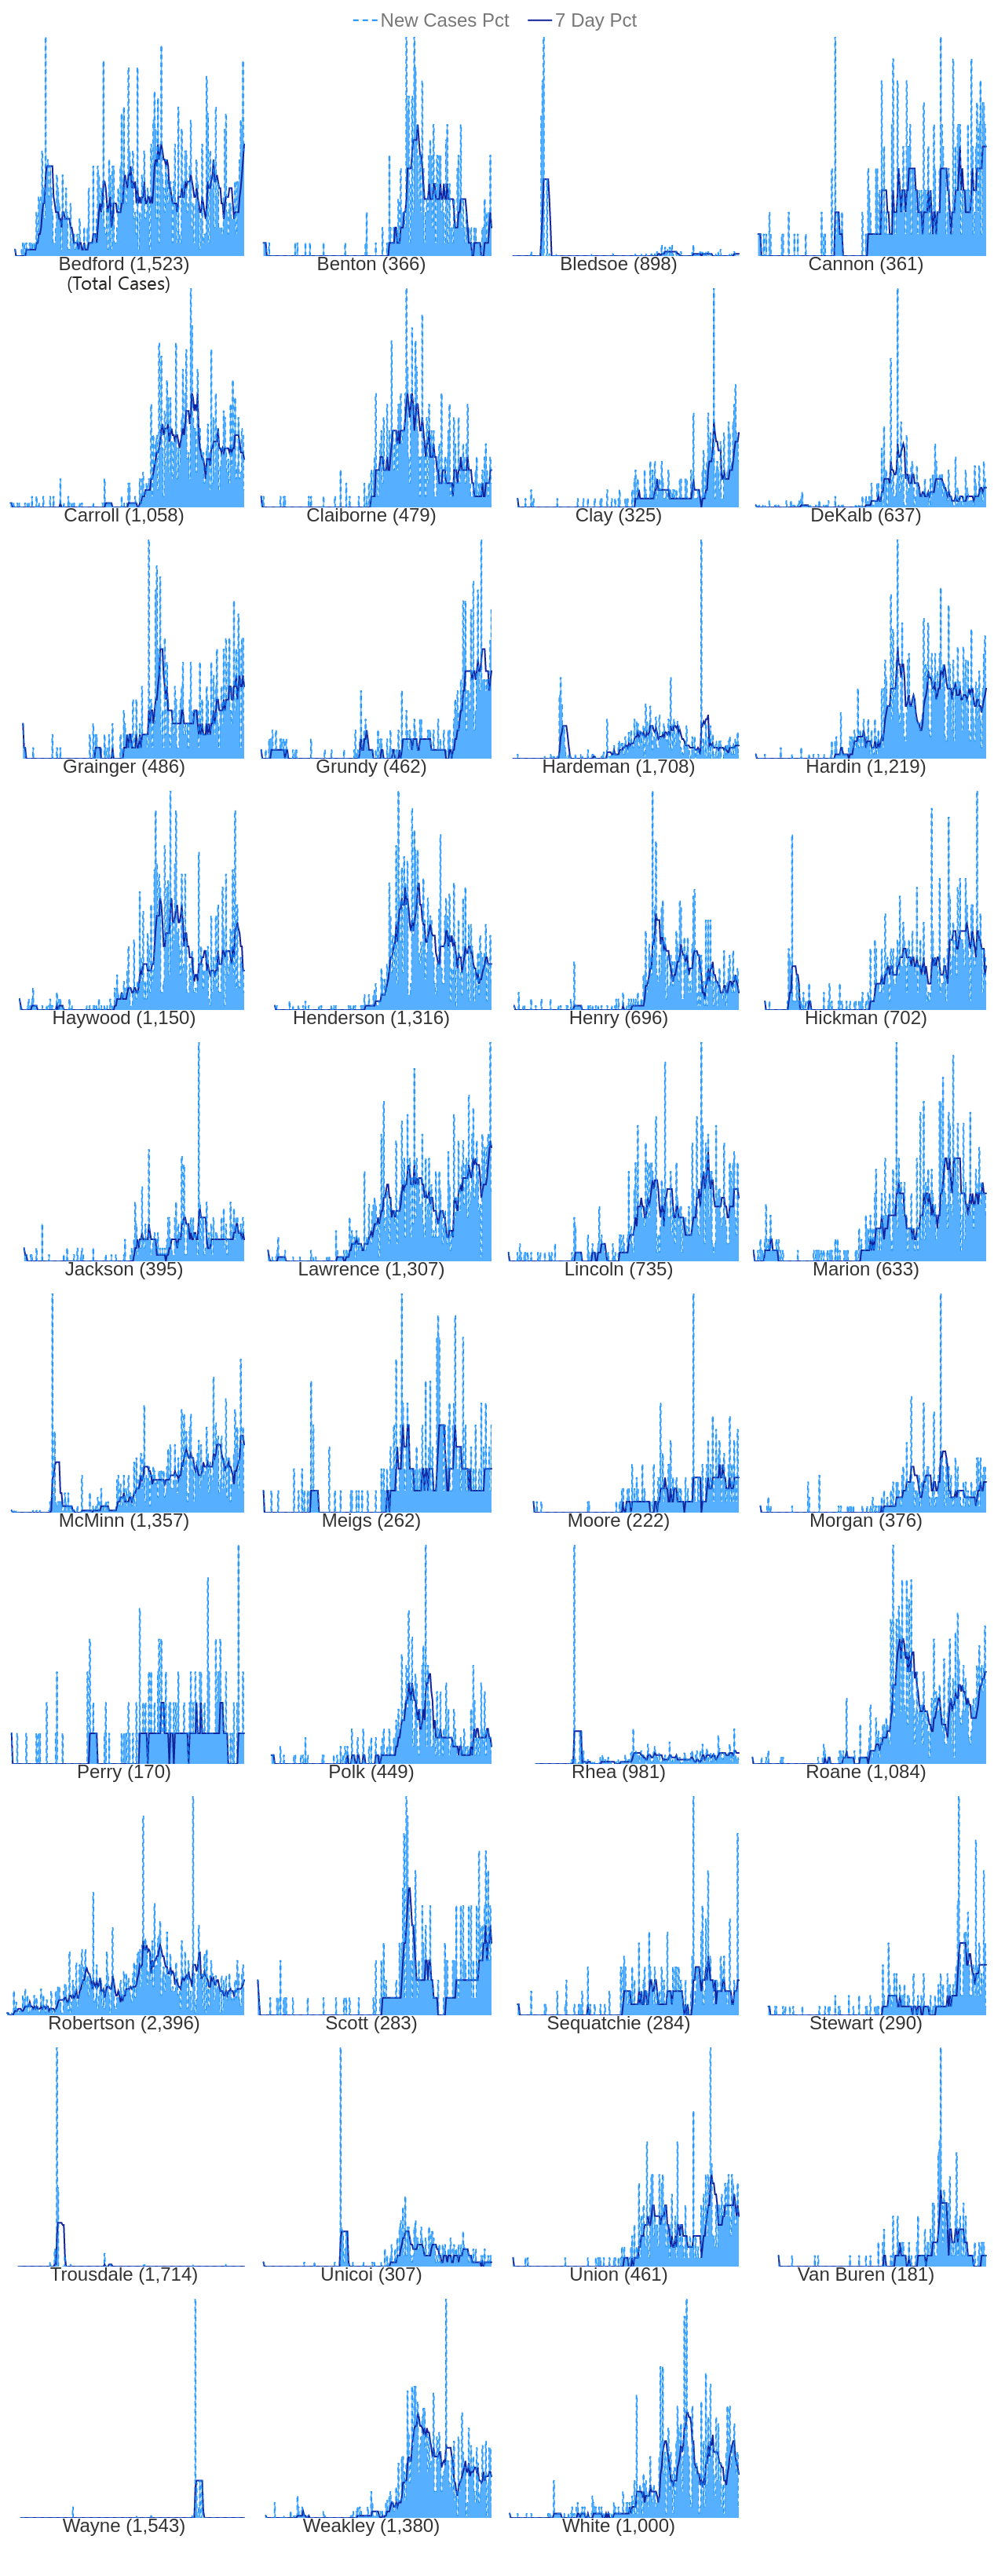 New Cases Pct 7 Day Pct
Bedford (1,523) Benton (366) Bledsoe (898) Cannon (361)
(Total Cases)
Carroll (1,058) Claiborne (479) Clay (325) DeKalb (637)
Grainger (486) Grundy (462) Hardeman (1,708) Hardin (1,219)
Haywood (1,150) Henderson (1,316) Henry (696) Hickman (702)
Jackson (395) Lawrence (1,307) Lincoln (735) Marion (633)
McMinn (1,357) Meigs (262) Moore (222) Morgan (376)
Perry (170) Polk (449) Rhea (981) Roane (1,084)
Robertson (2,396) Scott (283) Sequatchie (284) Stewart (290)
Trousdale (1,714) Unicoi (307) Union (461) Van Buren (181)
Wayne (1,543) Weakley (1,380) White (1,000)